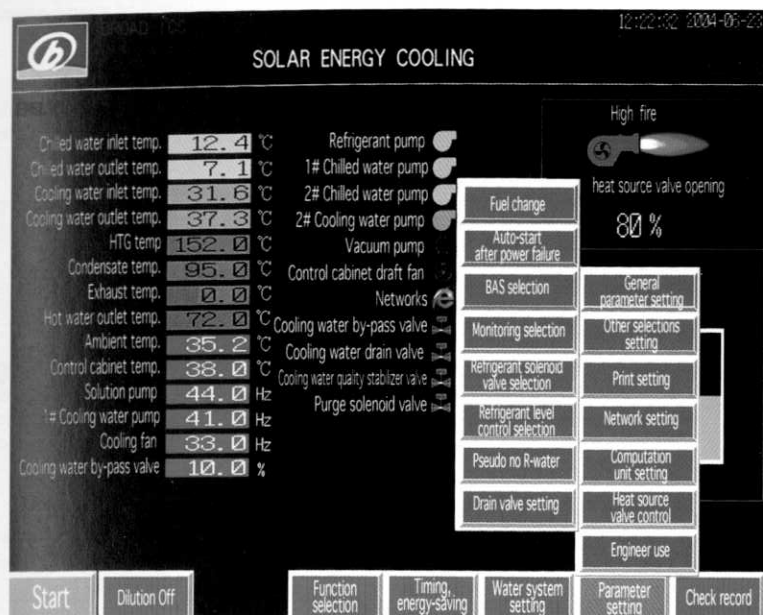 BROAD TCS
12:22:32 2004-06-23
SOLAR ENERGY COOLING
Chilled water inlet temp. 12.4 ℃
Chilled water outlet temp. 7.1 ℃
Cooling water inlet temp. 31.6 ℃
Cooling water outlet temp. 37.3 ℃
HTG temp 152.0 ℃
Condensate temp. 95.0 ℃
Exhaust temp. 0.0 ℃
Hot water outlet temp. 72.0 ℃
Ambient temp. 35.2 ℃
Control cabinet temp. 38.0 ℃
Solution pump 44.0 Hz
1# Cooling water pump 41.0 Hz
Cooling fan 33.0 Hz
Cooling water by-pass valve 10.0 %
Refrigerant pump
1# Chilled water pump
2# Chilled water pump
2# Cooling water pump
Vacuum pump
Control cabinet draft fan
Networks
Cooling water by-pass valve
Cooling water drain valve
Cooling water quaity stabilizer valve
Purge solenoid valve
High fire
heat source valve opening
80 %
Fuel change
Auto-start
after power failure
BAS selection
Monitoring selection
Refrigerant solenoid
valve selection
Refrigerant level
control selection
Pseudo no R-water
Drain valve setting
General
parameter setting
Other selections
setting
Print setting
Network setting
Computation
unit setting
Heat source
valve control
Engineer use
Start
Dilution Off
Function
selection
Timing,
energy-saving
Water system
setting
Parameter
setting
Check record